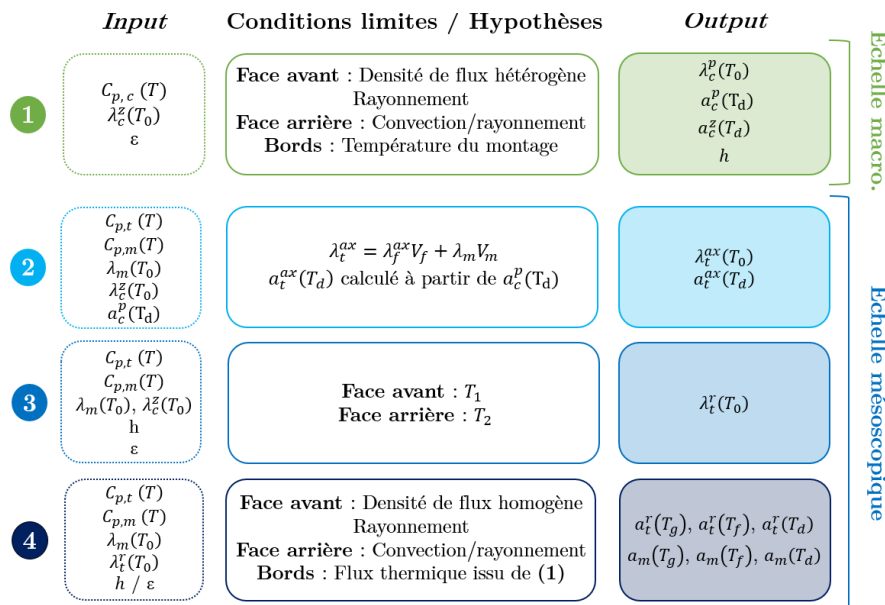 Input
Conditions limites / Hypothèses
Output
1
C_{p,c} (T)
λ_c^z(T_0)
ε
Face avant : Densité de flux hétérogène
Rayonnement
Face arrière : Convection/rayonnement
Bords : Température du montage
λ_c^p(T_0)
a_c^p(T_d)
a_c^z(T_d)
h
Echelle macro.
2
C_{p,t} (T)
C_{p,m}(T)
λ_m(T_0)
λ_c^z(T_0)
a_c^p(T_d)
λ_t^{ax} = λ_f^{ax}V_f + λ_mV_m
a_t^{ax}(T_d) calculé à partir de a_c^p(T_d)
λ_t^{ax}(T_0)
a_t^{ax}(T_d)
3
C_{p,t} (T)
C_{p,m}(T)
λ_m(T_0), λ_c^z(T_0)
h
ε
Face avant : T_1
Face arrière : T_2
λ_t^r(T_0)
4
C_{p,t} (T)
C_{p,m} (T)
λ_m(T_0)
λ_t^r(T_0)
h / ε
Face avant : Densité de flux homogène
Rayonnement
Face arrière : Convection/rayonnement
Bords : Flux thermique issu de (1)
a_t^r(T_g), a_t^r(T_f), a_t^r(T_d)
a_m(T_g), a_m(T_f), a_m(T_d)
Echelle mésoscopique